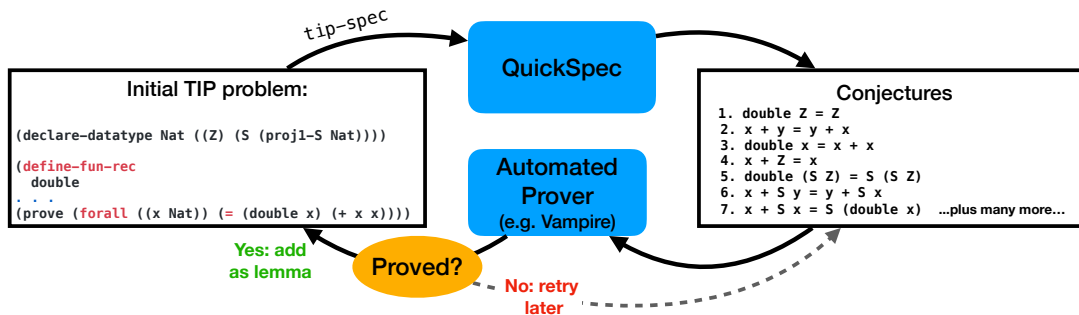 tip-spec
QuickSpec
Initial TIP problem:
(declare-datatype Nat ((Z) (S (proj1-S Nat))))
(define-fun-rec
double
. . .
(prove (forall ((x Nat)) (= (double x) (+ x x))))
Conjectures
1. double Z = Z
2. x + y = y + x
3. double x = x + x
4. x + Z = x
5. double (S Z) = S (S Z)
6. x + S y = y + S x
7. x + S x = S (double x) ...plus many more...
Automated
Prover
(e.g. Vampire)
Proved?
Yes: add
as lemma
No: retry
later